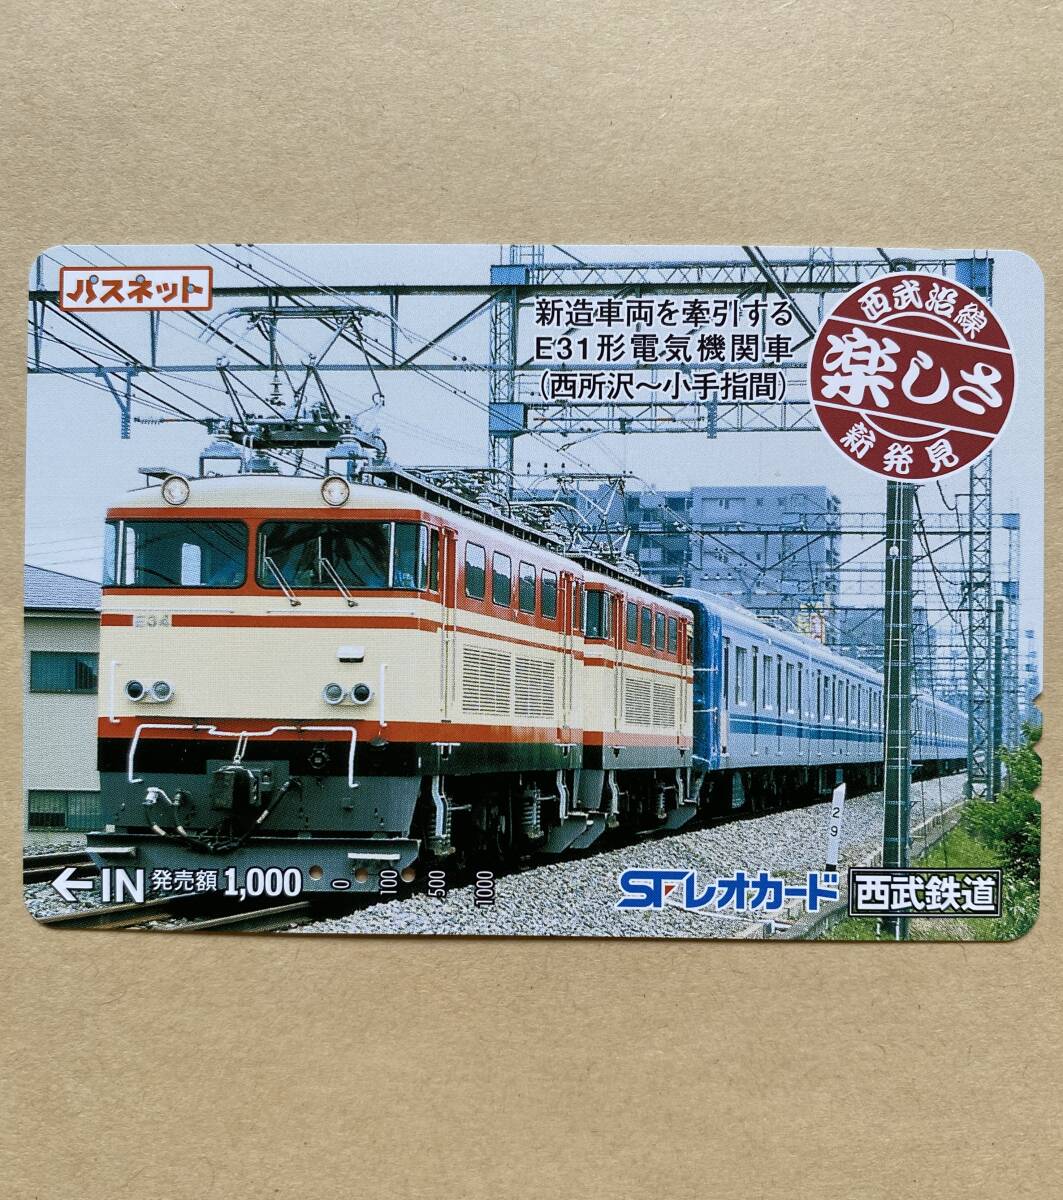 パスネット
新造車両を牽引する
E31形電気機関車
(西所沢～小手指間)
西武沿線
楽しさ
新発見
E34
29
←IN 発売額 1,000 0 100 500 1000
SFレオカード 西武鉄道